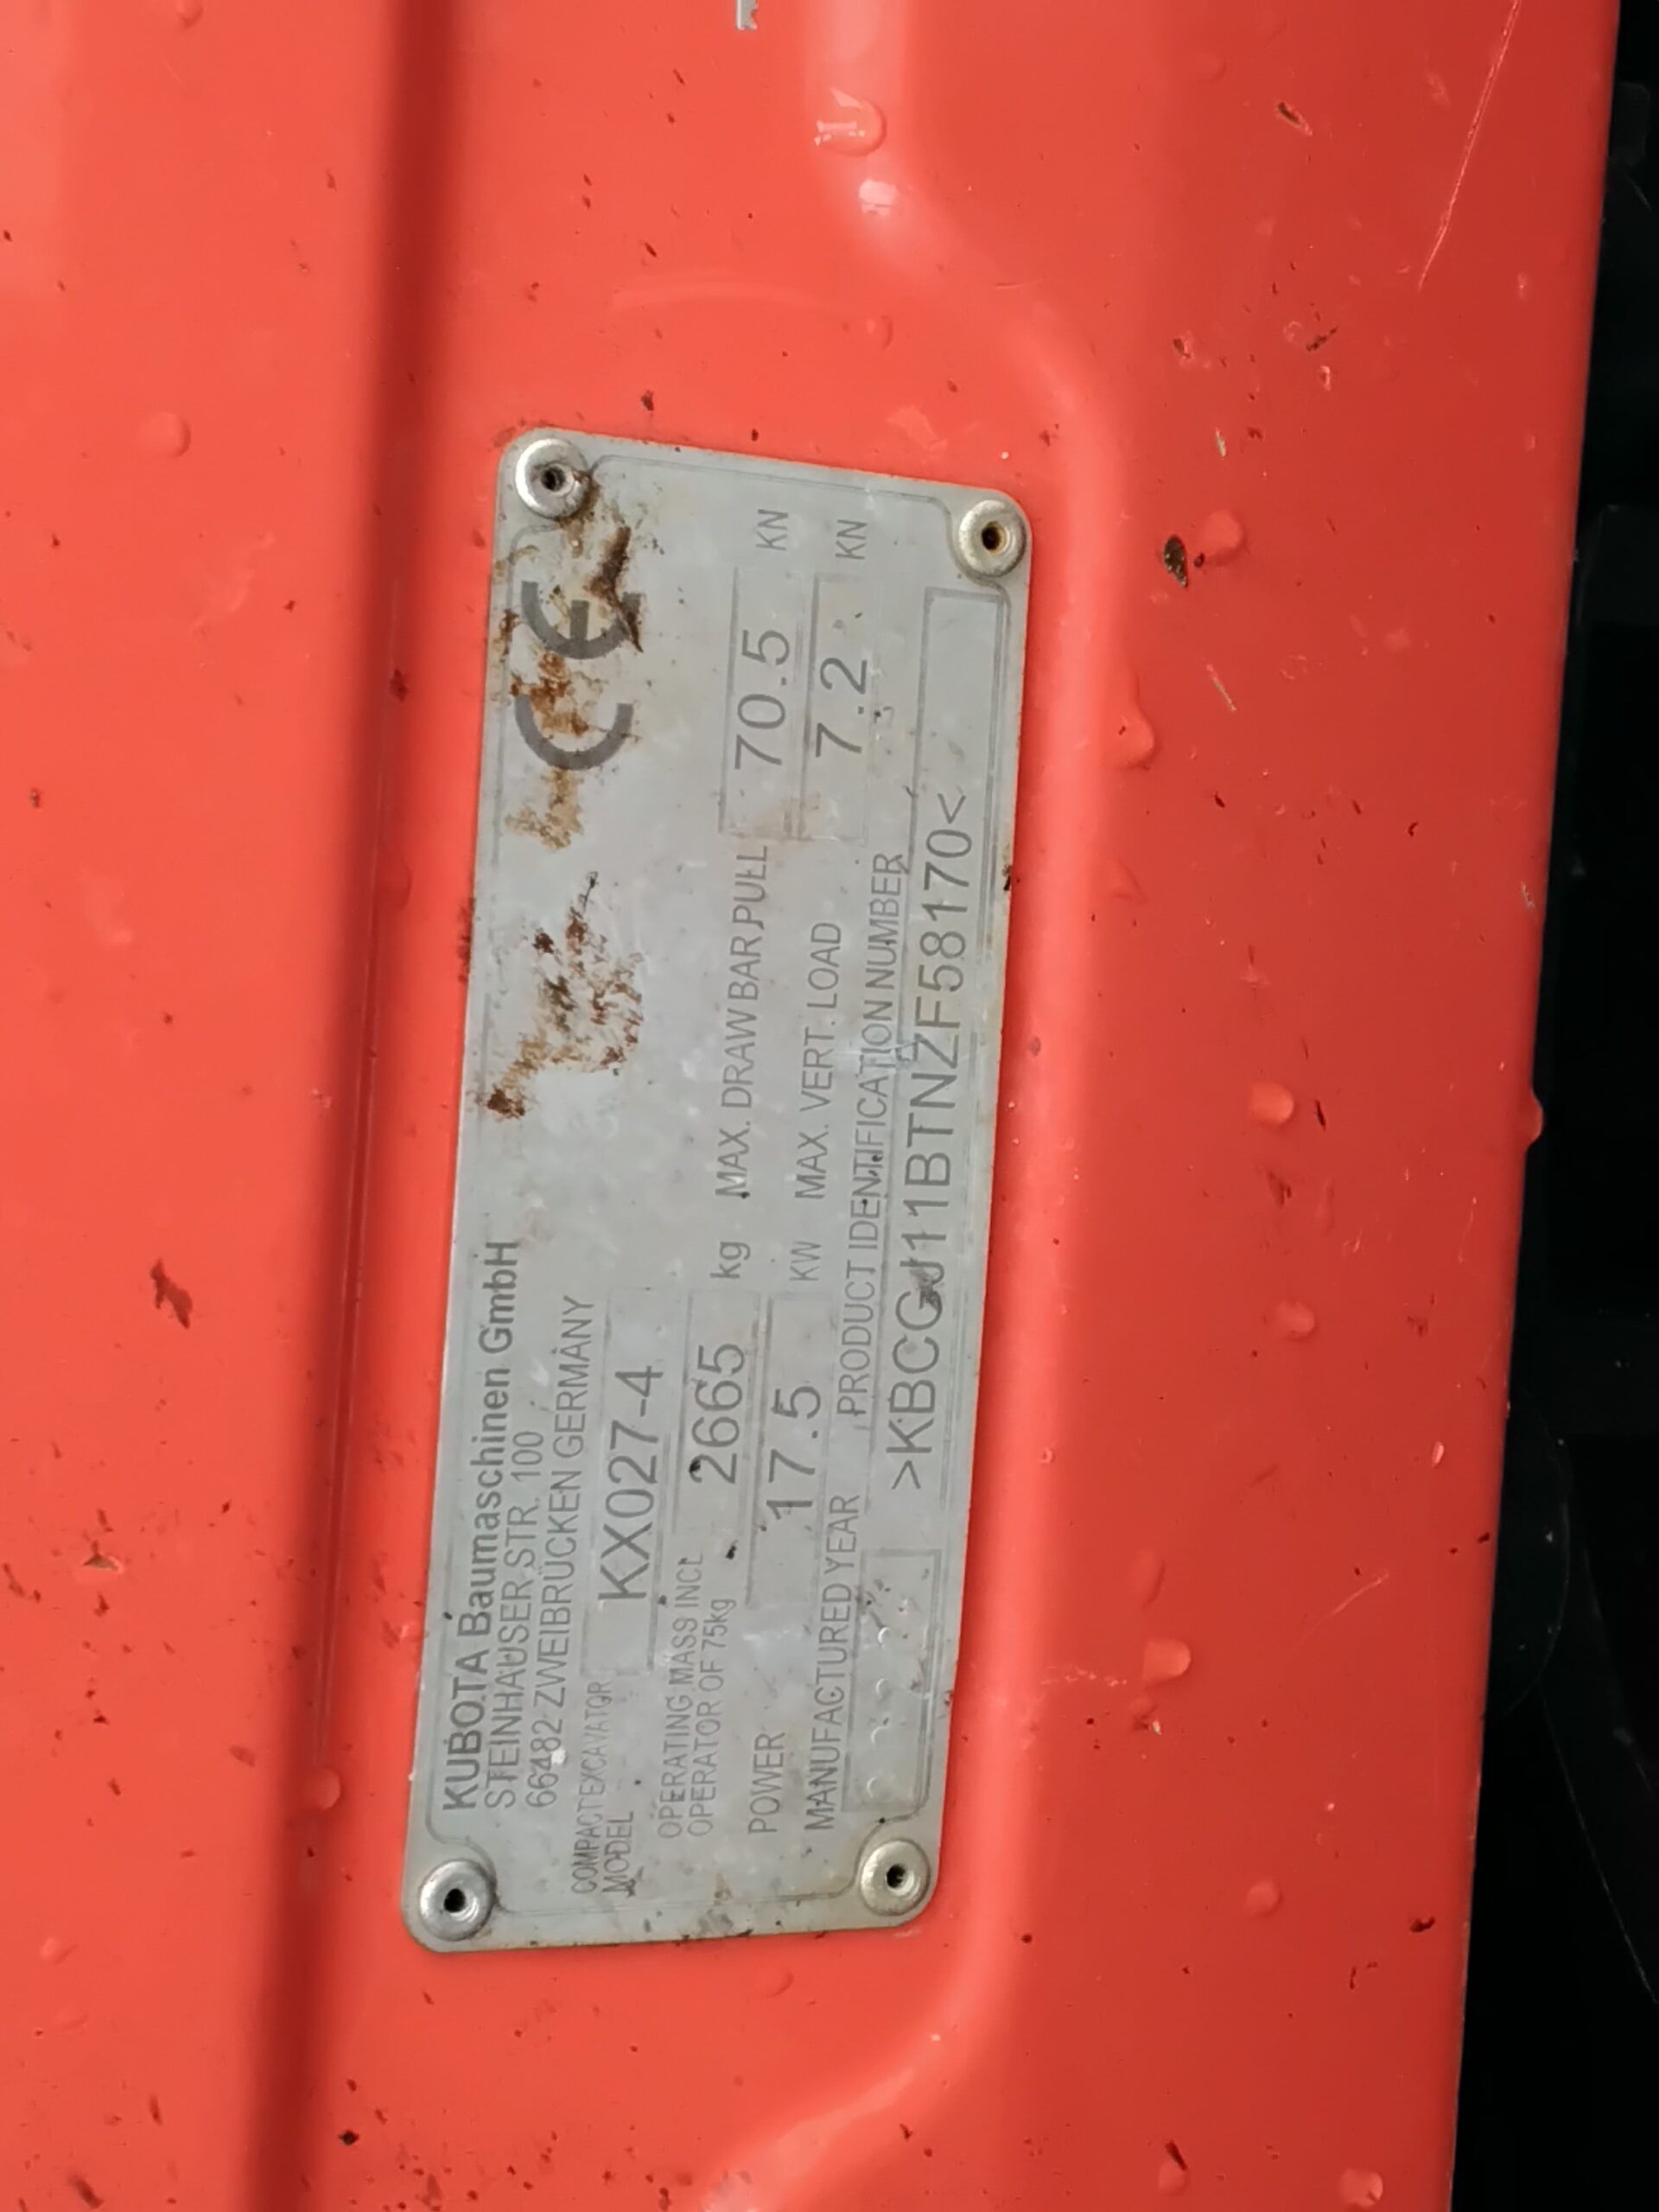 KUBOTA Baumaschinen GmbH
STEINHAUSER STR. 100
66482 ZWEIBRÜCKEN GERMANY
CE
COMPACT EXCAVATOR
MODEL
KX027-4
OPERATING MASS INCL
OPERATOR OF 75kg
2665 kg
MAX. DRAW BAR PULL 70.5 KN
POWER 17.5 KW
MAX. VERT. LOAD 7.2 KN
MANUFACTURED YEAR
PRODUCT IDENTIFICATION NUMBER
>KBCGJ11BTNZF58170<